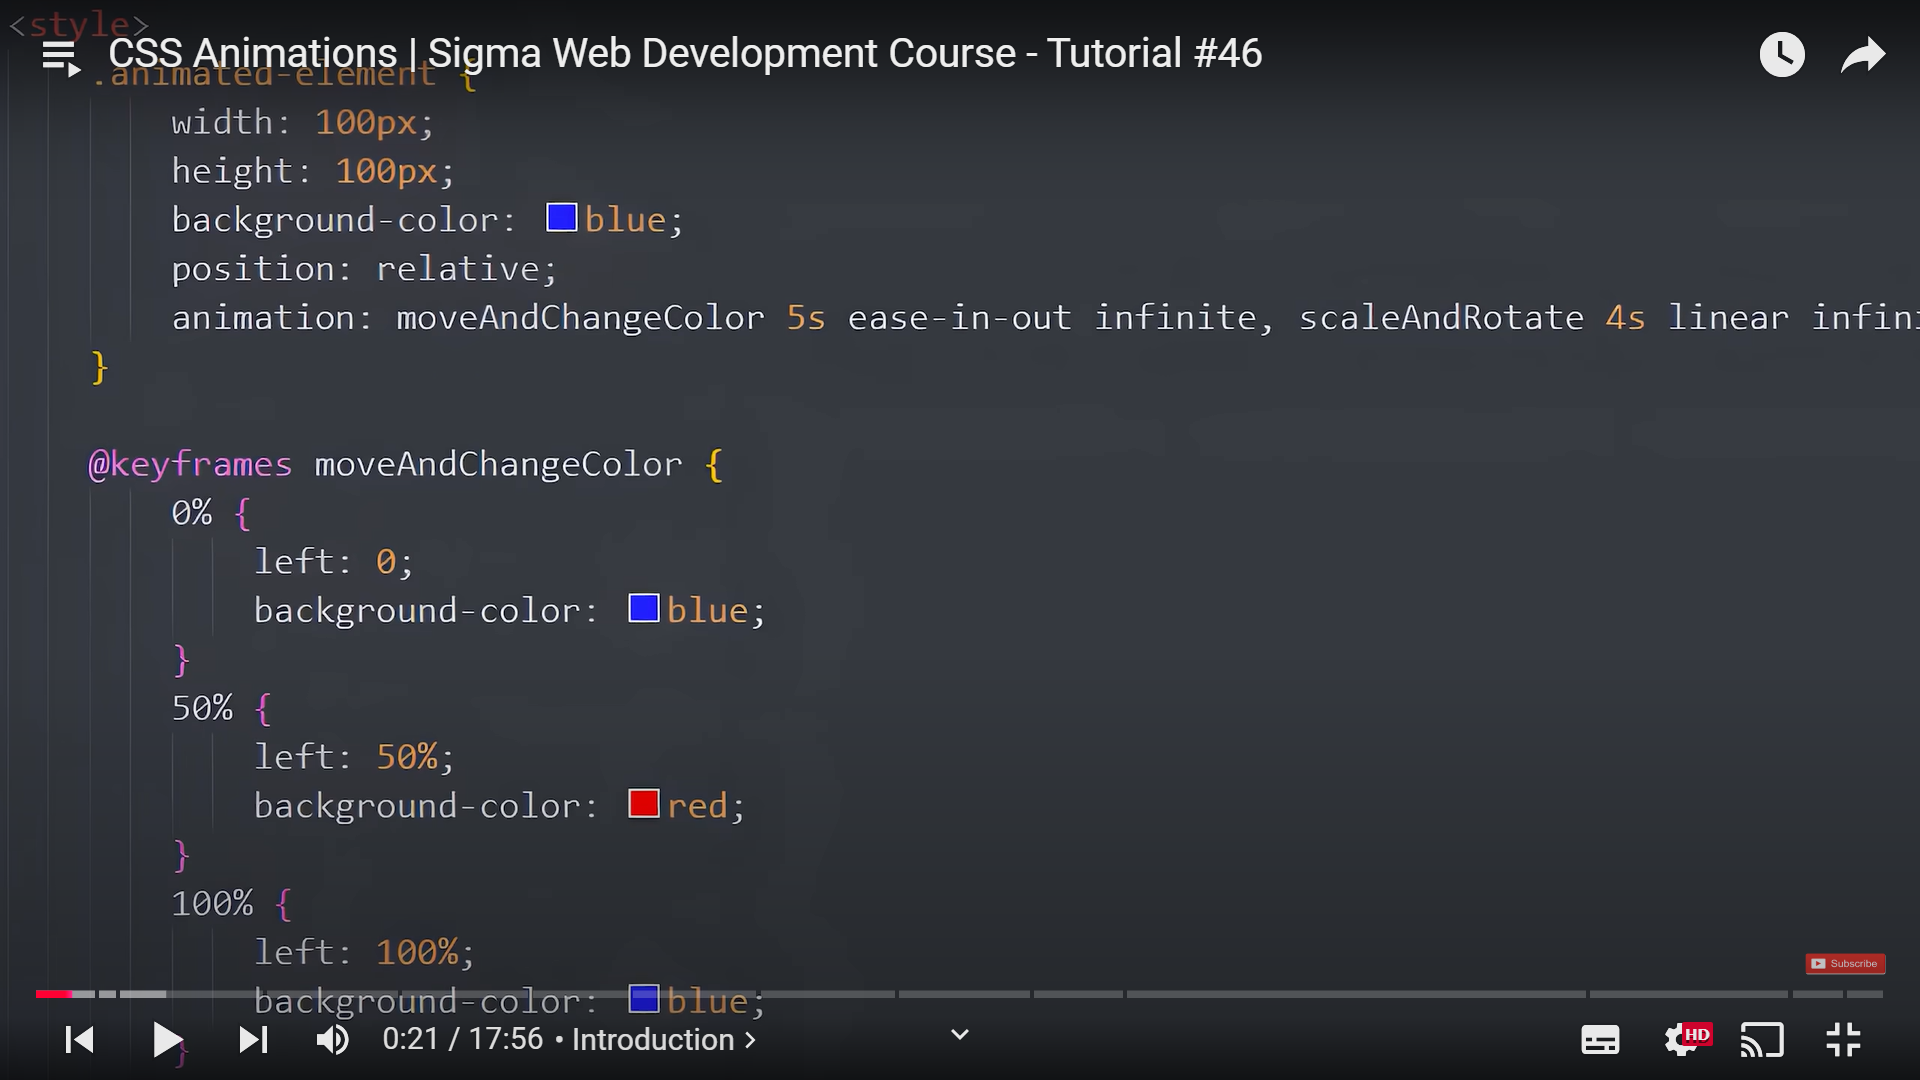 <style>
CSS Animations | Sigma Web Development Course - Tutorial #46
.animated-element {
width: 100px;
height: 100px;
background-color: blue;
position: relative;
animation: moveAndChangeColor 5s ease-in-out infinite, scaleAndRotate 4s linear infini
}
@keyframes moveAndChangeColor {
0% {
left: 0;
background-color: blue;
}
50% {
left: 50%;
background-color: red;
}
100% {
left: 100%;
Subscribe
background-color: blue;
0:21 / 17:56 • Introduction >
HD
}